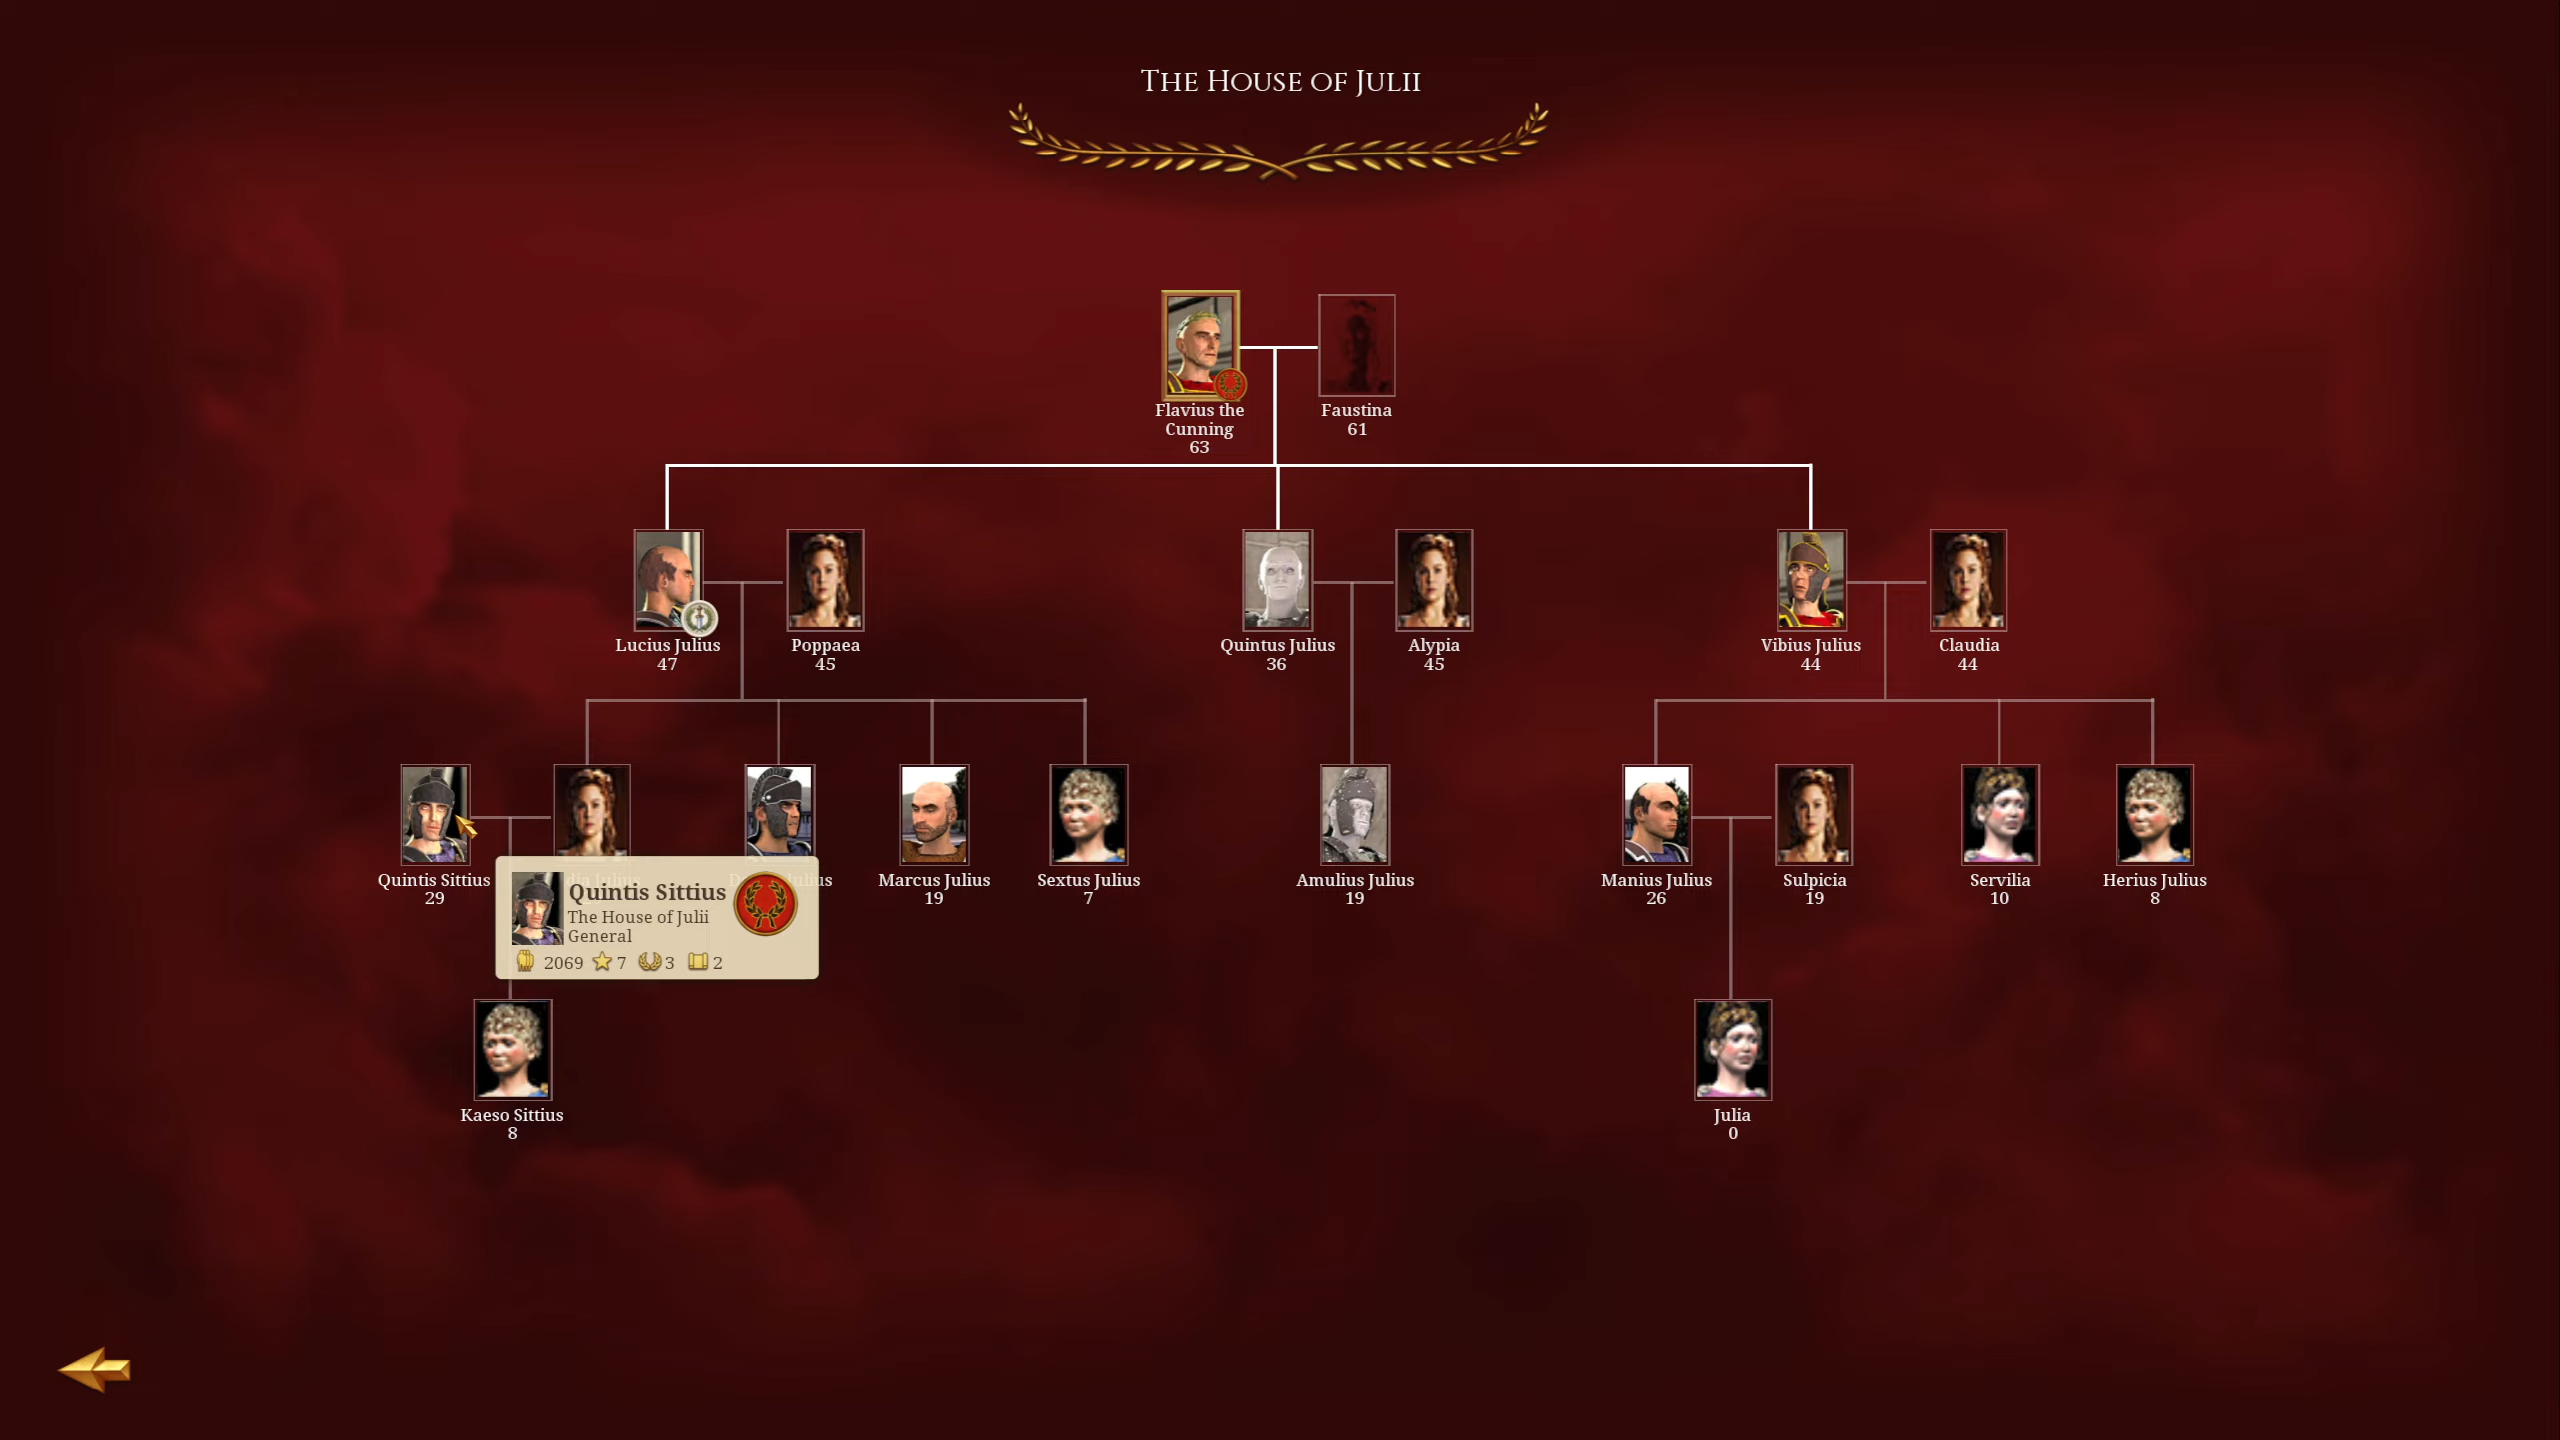 THE HOUSE OF JULII
Flavius the
Cunning
63
Faustina
61
Lucius Julius
47
Poppaea
45
Quintus Julius
36
Alypia
45
Vibius Julius
44
Claudia
44
Quintis Sittius
29
Marcus Julius
19
Sextus Julius
7
Amulius Julius
19
Manius Julius
26
Sulpicia
19
Servilia
10
Herius Julius
8
Quintis Sittius
The House of Julii
General
2069 7 3 2
Kaeso Sittius
8
Julia
0